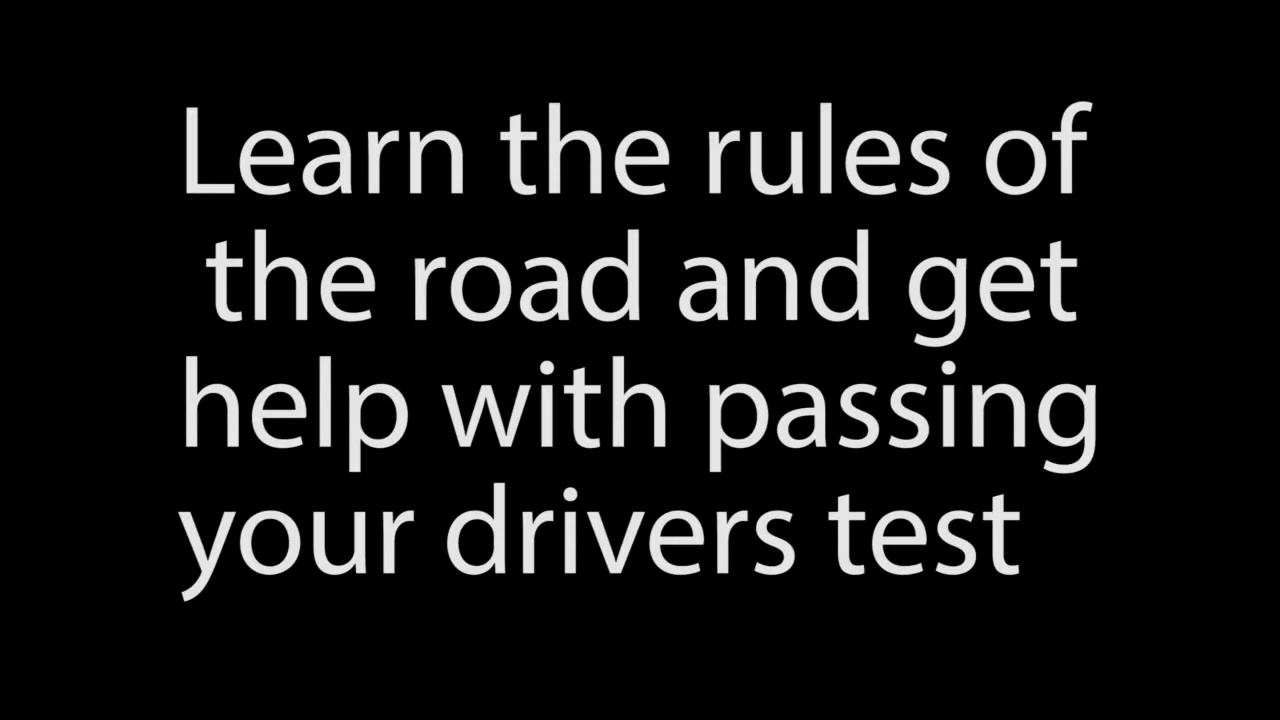 Learn the rules of
the road and get
help with passing
your drivers test